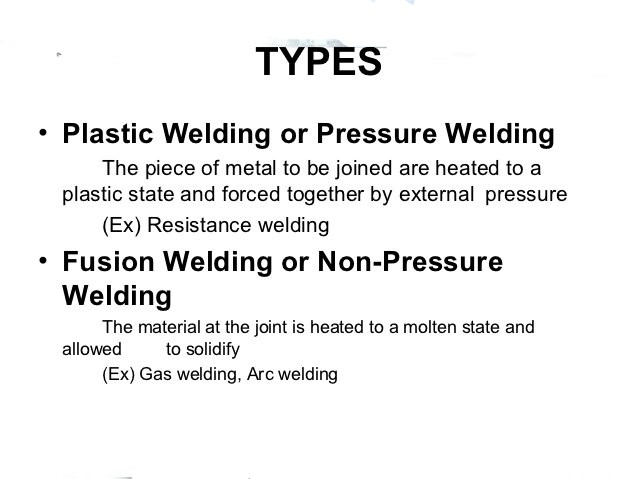 TYPES
• Plastic Welding or Pressure Welding
The piece of metal to be joined are heated to a
plastic state and forced together by external pressure
(Ex) Resistance welding
• Fusion Welding or Non-Pressure
Welding
The material at the joint is heated to a molten state and
allowed to solidify
(Ex) Gas welding, Arc welding